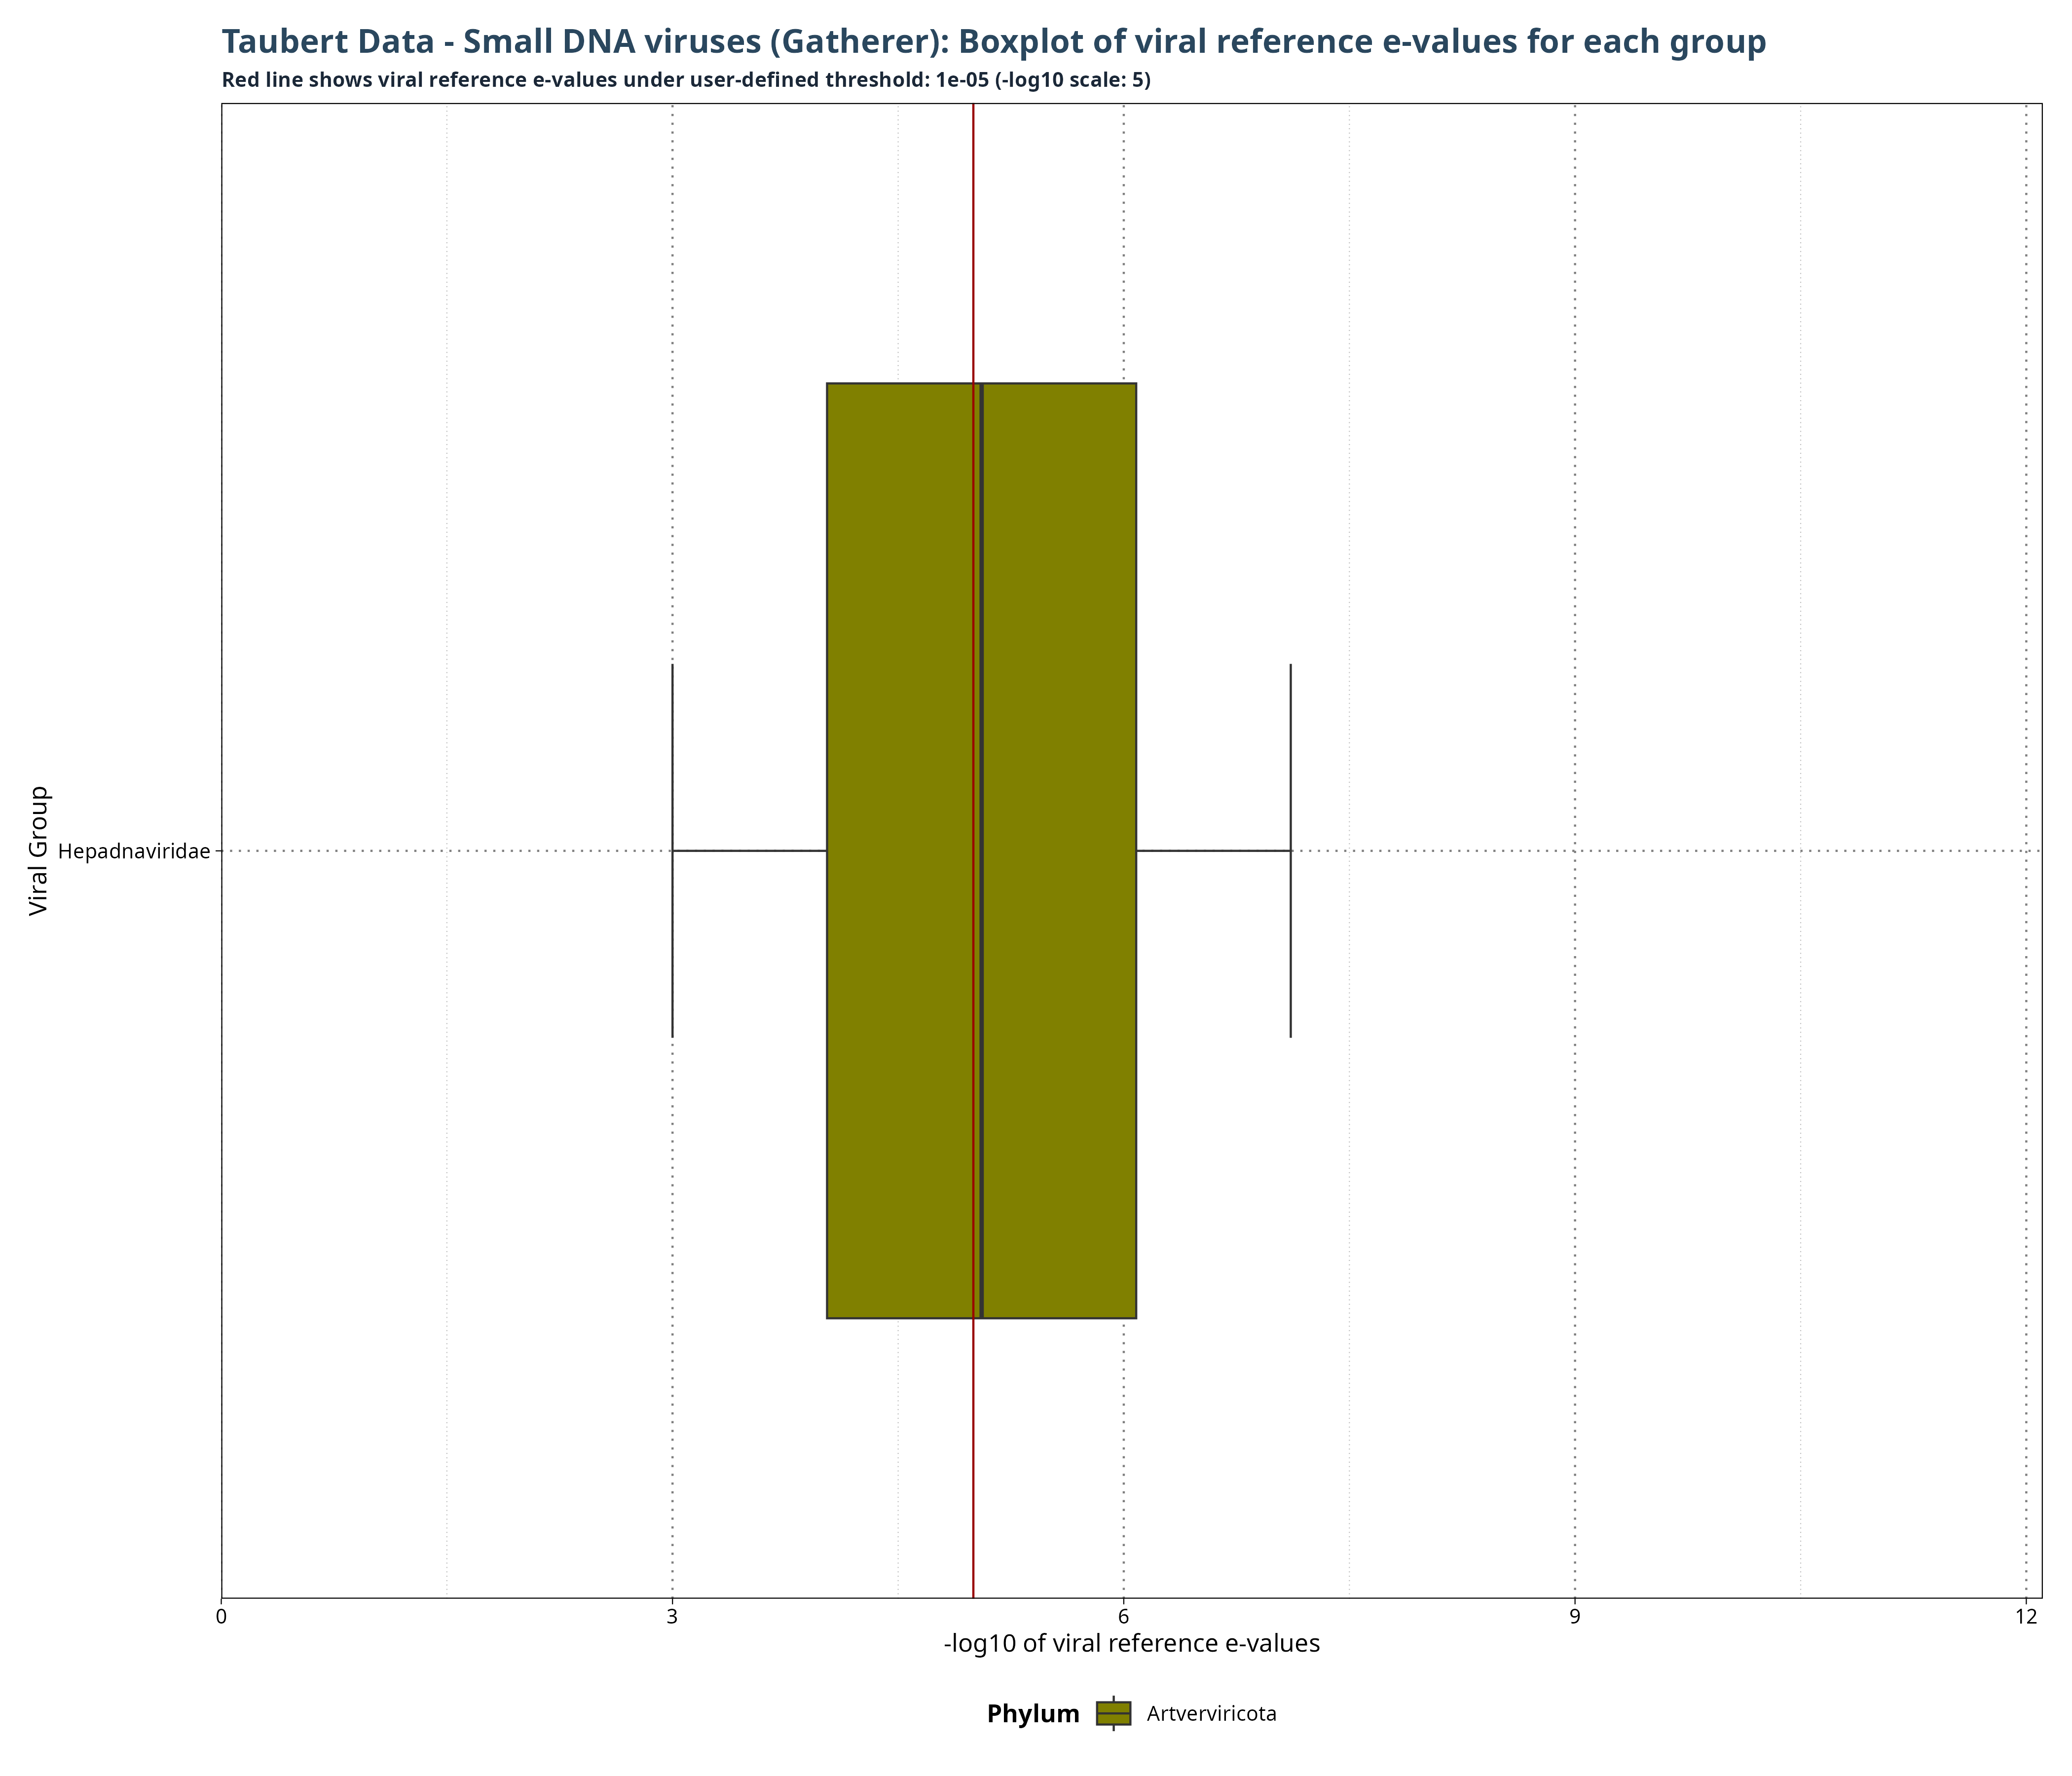 Taubert Data - Small DNA viruses (Gatherer): Boxplot of viral reference e-values for each group
Red line shows viral reference e-values under user-defined threshold: 1e-05 (-log10 scale: 5)
Viral Group
Hepadnaviridae
0 3 6 9 12
-log10 of viral reference e-values
Phylum Artverviricota